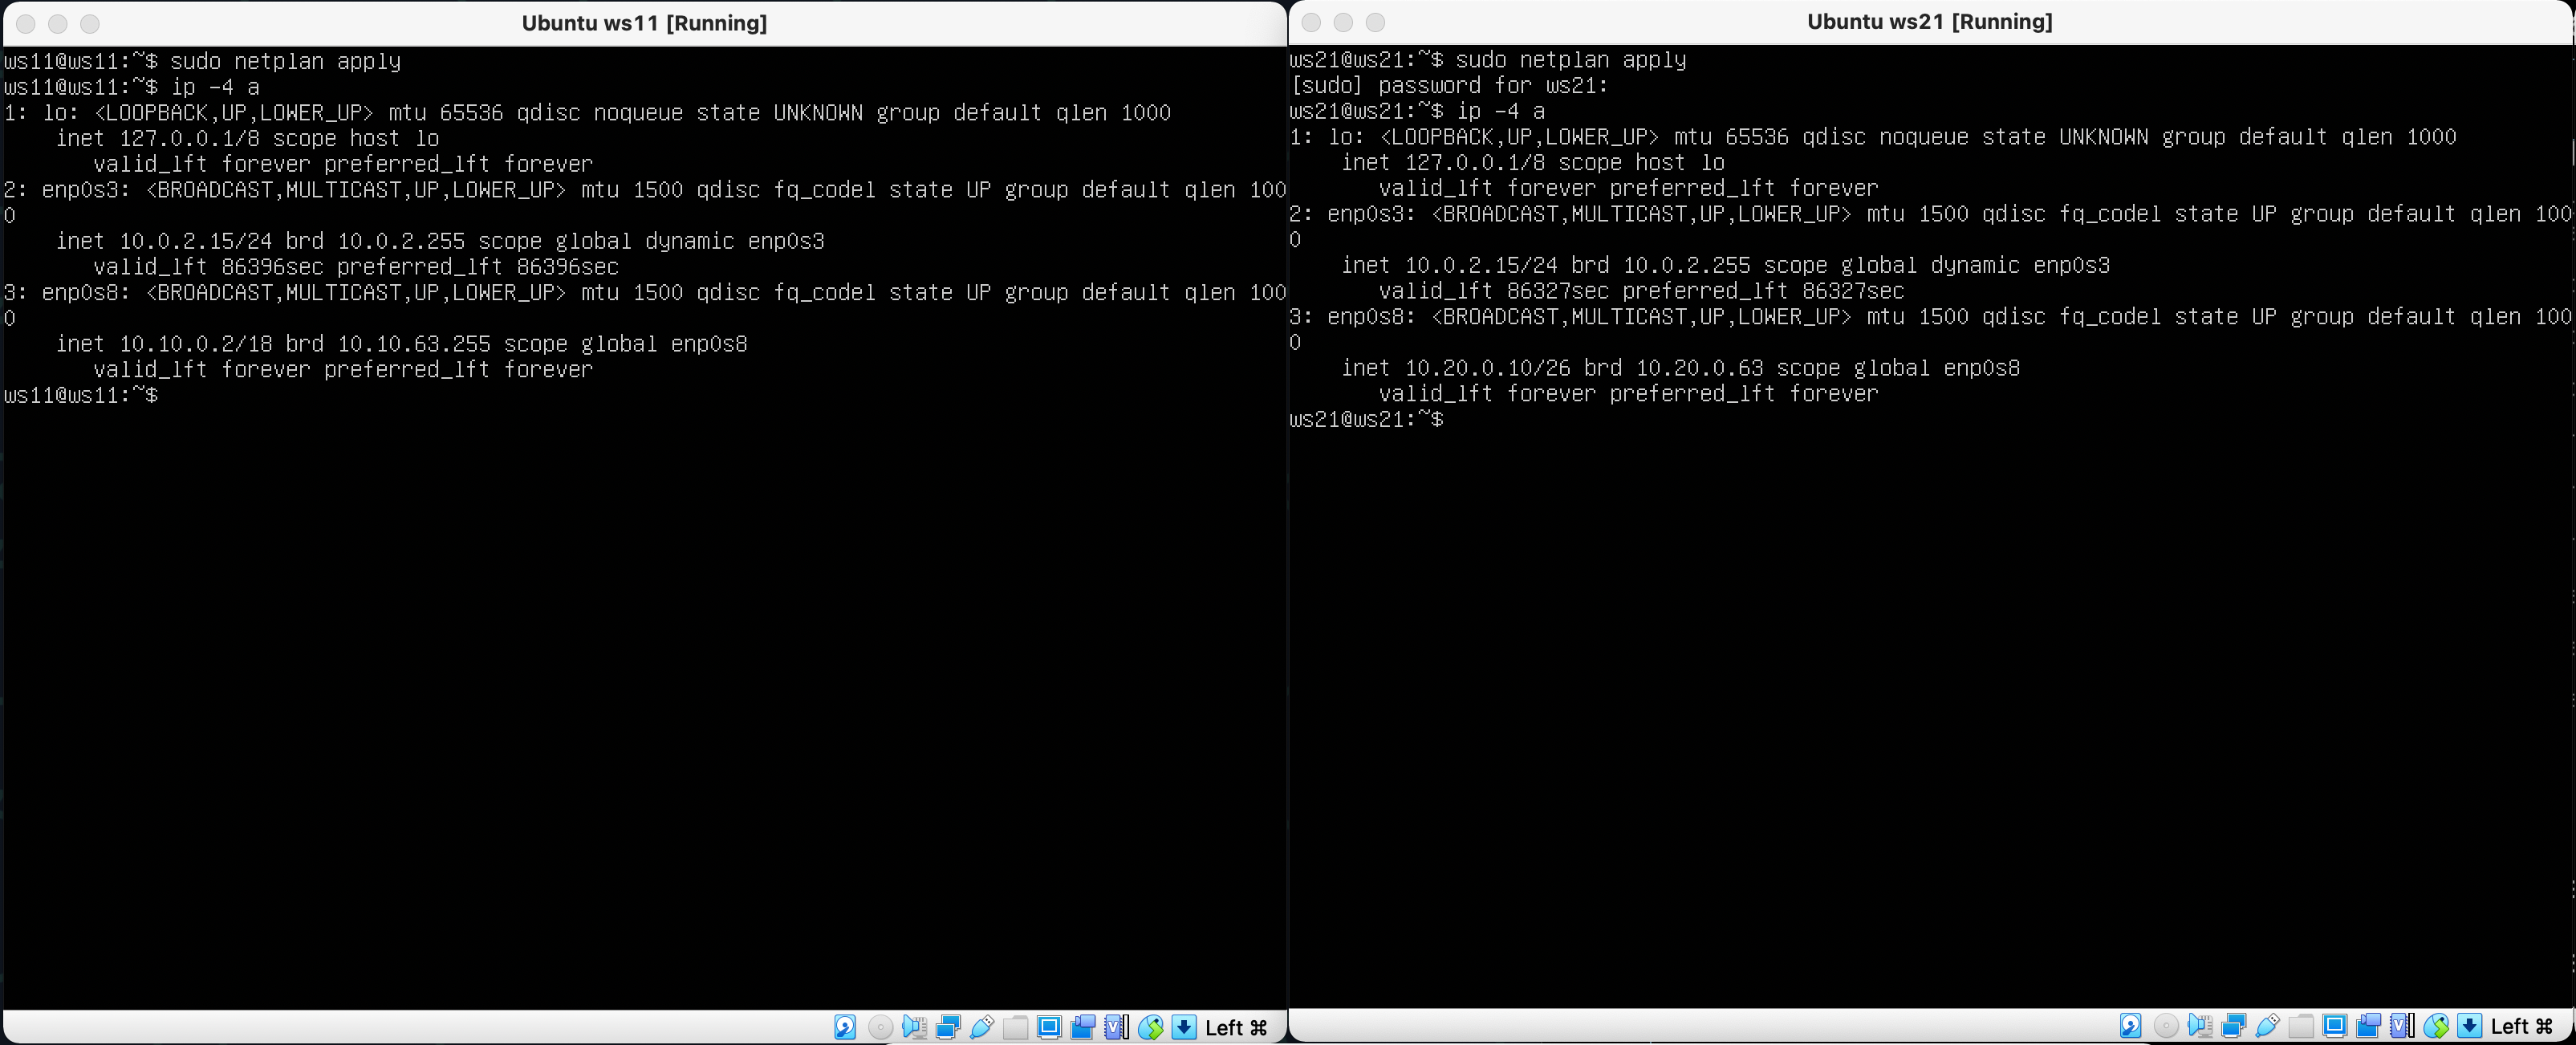 Ubuntu ws11 [Running]
ws11@ws11:~$ sudo netplan apply
ws11@ws11:~$ ip -4 a
1: lo: <LOOPBACK,UP,LOWER_UP> mtu 65536 qdisc noqueue state UNKNOWN group default qlen 1000
    inet 127.0.0.1/8 scope host lo
       valid_lft forever preferred_lft forever
2: enp0s3: <BROADCAST,MULTICAST,UP,LOWER_UP> mtu 1500 qdisc fq_codel state UP group default qlen 100
0
    inet 10.0.2.15/24 brd 10.0.2.255 scope global dynamic enp0s3
       valid_lft 86396sec preferred_lft 86396sec
3: enp0s8: <BROADCAST,MULTICAST,UP,LOWER_UP> mtu 1500 qdisc fq_codel state UP group default qlen 100
0
    inet 10.10.0.2/18 brd 10.10.63.255 scope global enp0s8
       valid_lft forever preferred_lft forever
ws11@ws11:~$
Left ⌘
Ubuntu ws21 [Running]
ws21@ws21:~$ sudo netplan apply
[sudo] password for ws21:
ws21@ws21:~$ ip -4 a
1: lo: <LOOPBACK,UP,LOWER_UP> mtu 65536 qdisc noqueue state UNKNOWN group default qlen 1000
    inet 127.0.0.1/8 scope host lo
       valid_lft forever preferred_lft forever
2: enp0s3: <BROADCAST,MULTICAST,UP,LOWER_UP> mtu 1500 qdisc fq_codel state UP group default qlen 100
0
    inet 10.0.2.15/24 brd 10.0.2.255 scope global dynamic enp0s3
       valid_lft 86327sec preferred_lft 86327sec
3: enp0s8: <BROADCAST,MULTICAST,UP,LOWER_UP> mtu 1500 qdisc fq_codel state UP group default qlen 100
0
    inet 10.20.0.10/26 brd 10.20.0.63 scope global enp0s8
       valid_lft forever preferred_lft forever
ws21@ws21:~$
Left ⌘